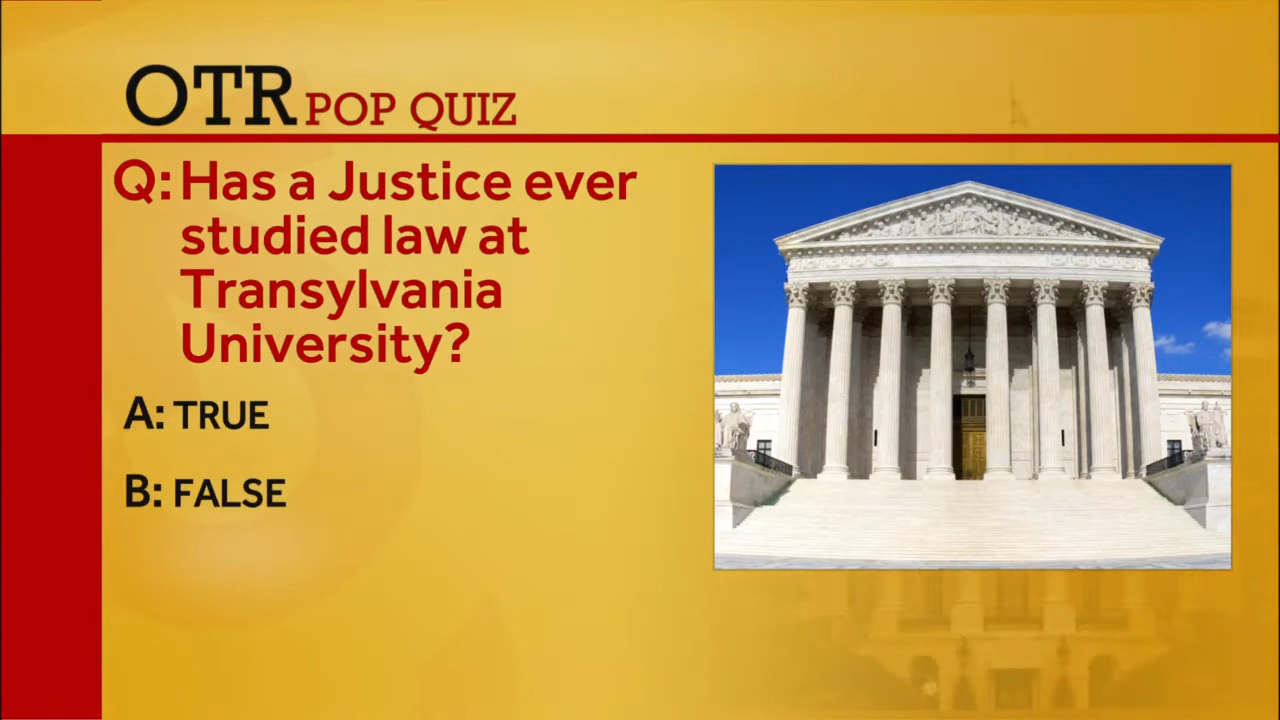 OTR POP QUIZ
Q: Has a Justice ever
studied law at
Transylvania
University?
A: TRUE
B: FALSE